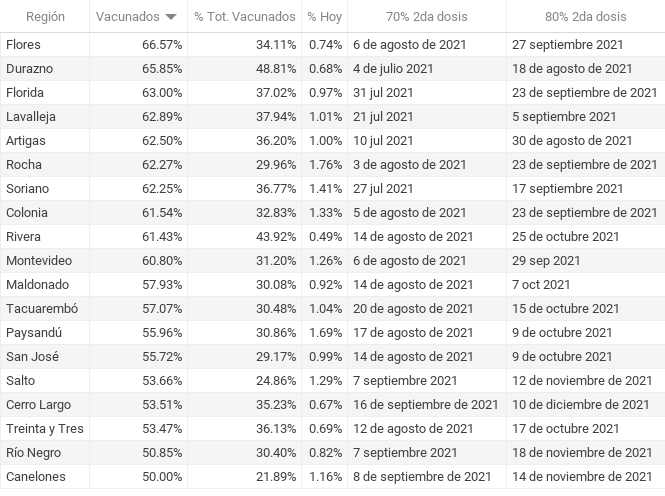 Región Vacunados % Tot. Vacunados % Hoy 70% 2da dosis 80% 2da dosis
Flores 66.57% 34.11% 0.74% 6 de agosto de 2021 27 septiembre 2021
Durazno 65.85% 48.81% 0.68% 4 de julio 2021 18 de agosto de 2021
Florida 63.00% 37.02% 0.97% 31 jul 2021 23 de septiembre de 2021
Lavalleja 62.89% 37.94% 1.01% 21 jul 2021 5 septiembre 2021
Artigas 62.50% 36.20% 1.00% 10 jul 2021 30 de agosto de 2021
Rocha 62.27% 29.96% 1.76% 3 de agosto de 2021 23 de septiembre de 2021
Soriano 62.25% 36.77% 1.41% 27 jul 2021 17 septiembre 2021
Colonia 61.54% 32.83% 1.33% 5 de agosto de 2021 23 de septiembre de 2021
Rivera 61.43% 43.92% 0.49% 14 de agosto de 2021 25 de octubre 2021
Montevideo 60.80% 31.20% 1.26% 6 de agosto de 2021 29 sep 2021
Maldonado 57.93% 30.08% 0.92% 14 de agosto de 2021 7 oct 2021
Tacuarembó 57.07% 30.48% 1.04% 20 de agosto de 2021 15 de octubre 2021
Paysandú 55.96% 30.86% 1.69% 17 de agosto de 2021 9 de octubre 2021
San José 55.72% 29.17% 0.99% 14 de agosto de 2021 9 de octubre 2021
Salto 53.66% 24.86% 1.29% 7 septiembre 2021 12 de noviembre de 2021
Cerro Largo 53.51% 35.23% 0.67% 16 de septiembre de 2021 10 de diciembre de 2021
Treinta y Tres 53.47% 36.13% 0.69% 12 de agosto de 2021 17 de octubre 2021
Río Negro 50.85% 30.40% 0.82% 7 septiembre 2021 18 de noviembre de 2021
Canelones 50.00% 21.89% 1.16% 8 de septiembre de 2021 14 de noviembre de 2021